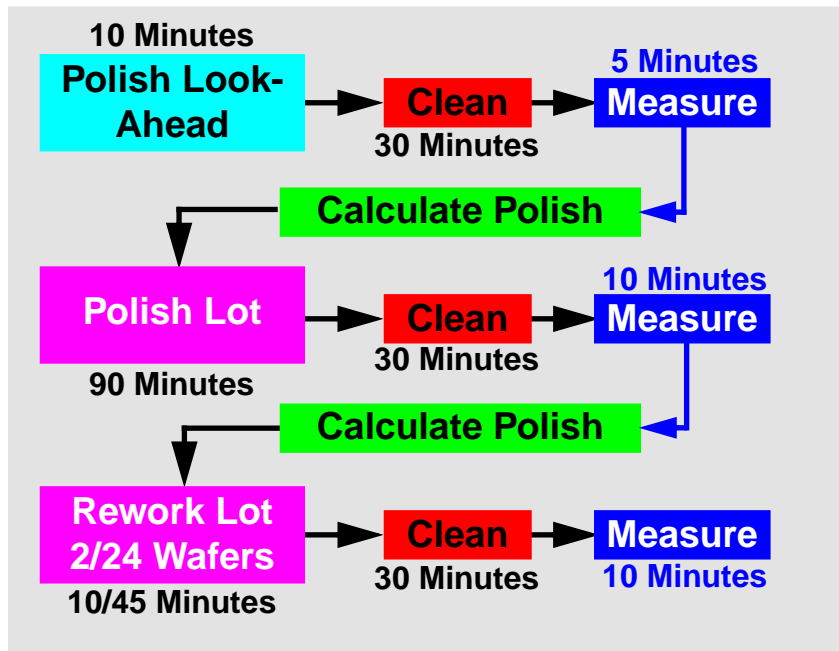 10 Minutes
Polish Look-
Ahead
Clean
30 Minutes
5 Minutes
Measure
Calculate Polish
Polish Lot
90 Minutes
Clean
30 Minutes
10 Minutes
Measure
Calculate Polish
Rework Lot
2/24 Wafers
10/45 Minutes
Clean
30 Minutes
Measure
10 Minutes